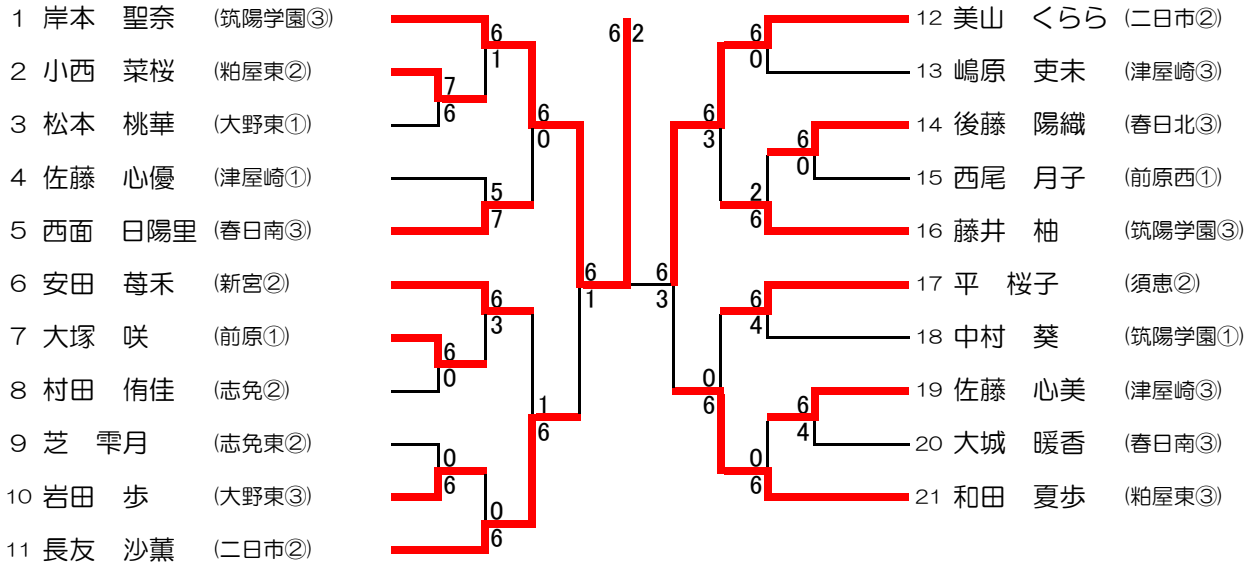 1 岸本 聖奈 (筑陽学園③)
2 小西 菜桜 (粕屋東②)
3 松本 桃華 (大野東①)
4 佐藤 心優 (津屋崎①)
5 西面 日陽里 (春日南③)
6 安田 苺禾 (新宮②)
7 大塚 咲 (前原①)
8 村田 侑佳 (志免②)
9 芝 雫月 (志免東②)
10 岩田 歩 (大野東③)
11 長友 沙薫 (二日市②)
6 1
7 6
6 0
5 7
6 1
6 3
6 0
1 6
0 6
0 6
6 2
6 3
6 0
6 3
6 0
2 6
6 4
0 6
6 4
0 6
12 美山 くらら (二日市②)
13 嶋原 吏未 (津屋崎③)
14 後藤 陽織 (春日北③)
15 西尾 月子 (前原西①)
16 藤井 柚 (筑陽学園③)
17 平 桜子 (須恵②)
18 中村 葵 (筑陽学園①)
19 佐藤 心美 (津屋崎③)
20 大城 暖香 (春日南③)
21 和田 夏歩 (粕屋東③)